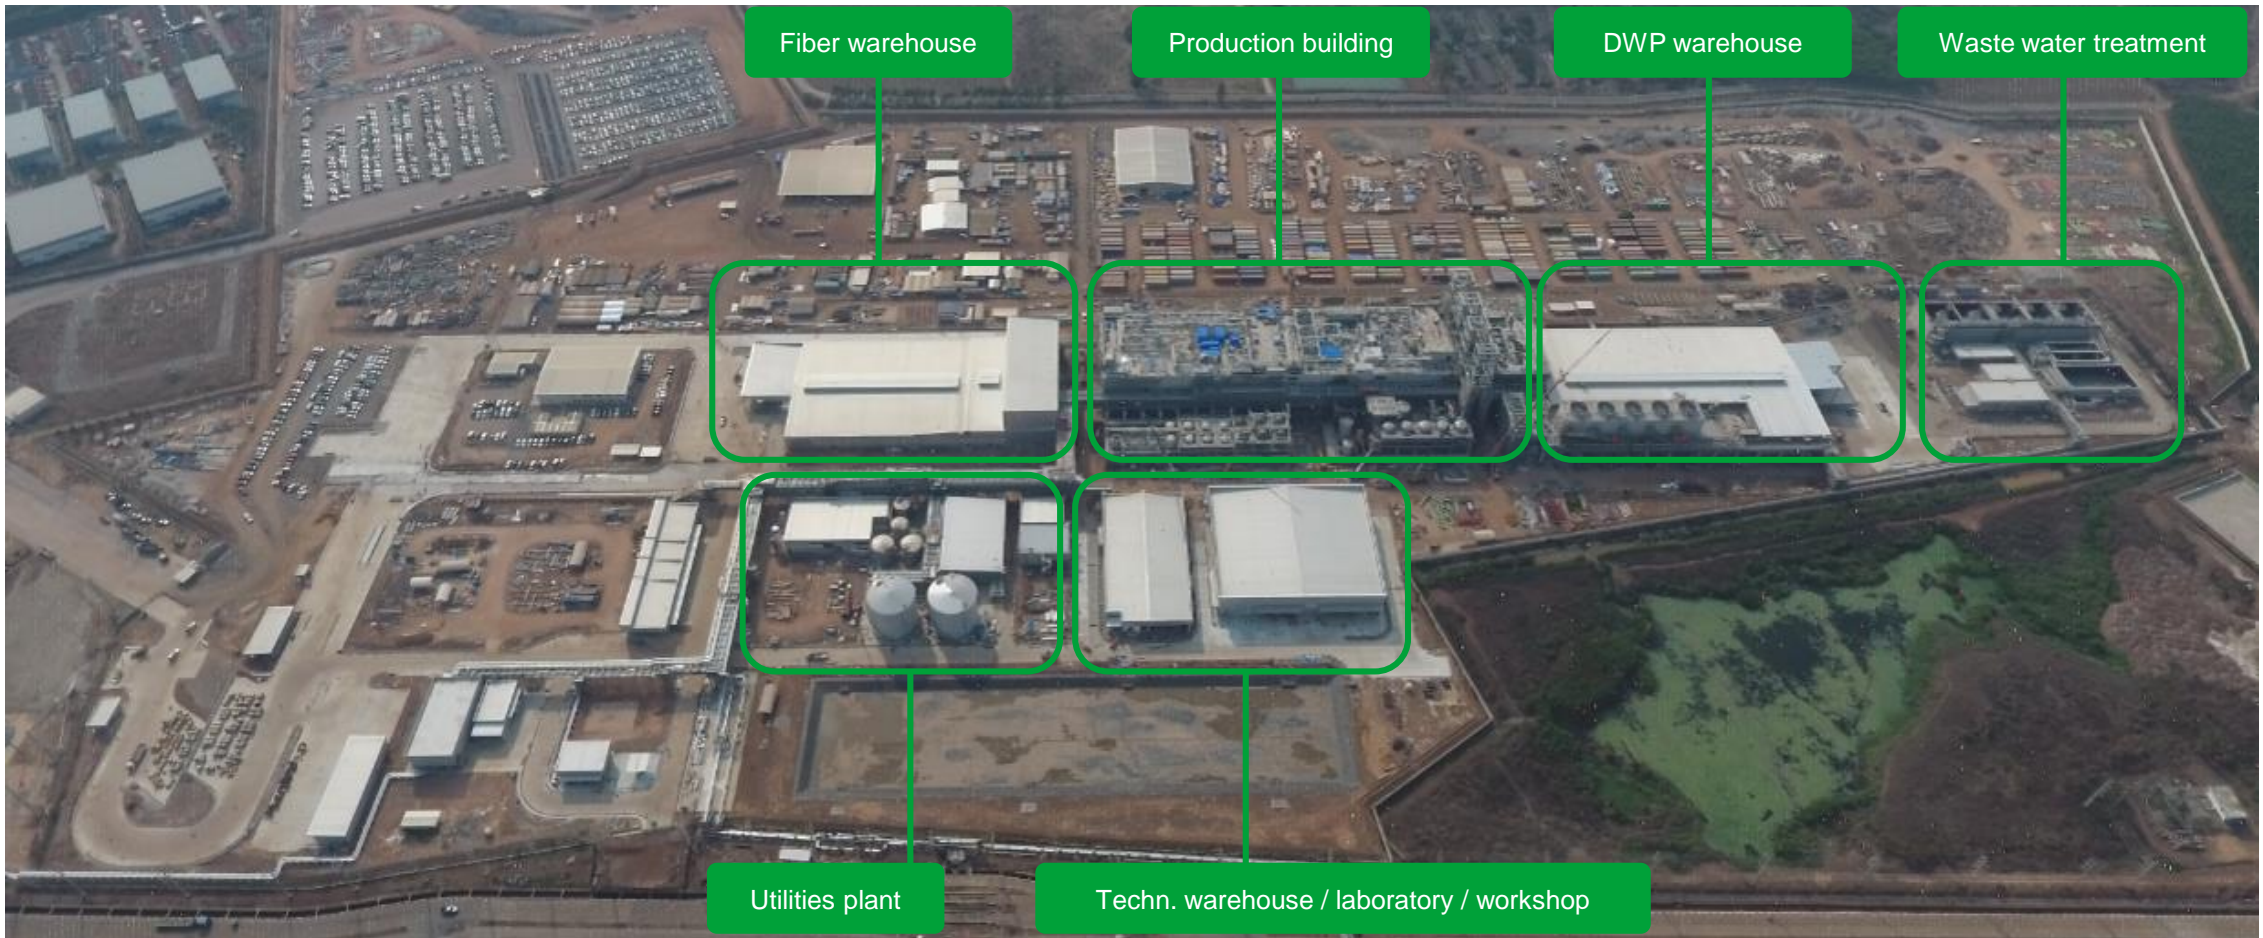 Fiber warehouse
Production building
DWP warehouse
Waste water treatment
Utilities plant
Techn. warehouse / laboratory / workshop